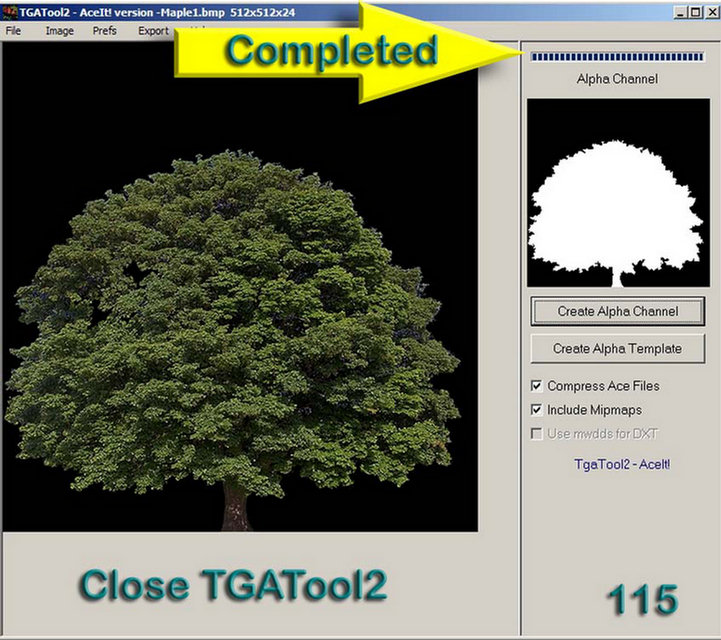 TGATool2 - AceIt! version -Maple1.bmp 512x512x24
File Image Prefs Export
Completed
Alpha Channel
Create Alpha Channel
Create Alpha Template
Compress Ace Files
Include Mipmaps
Use mwdds for DXT
TgaTool2 - AceIt!
Close TGATool2
115